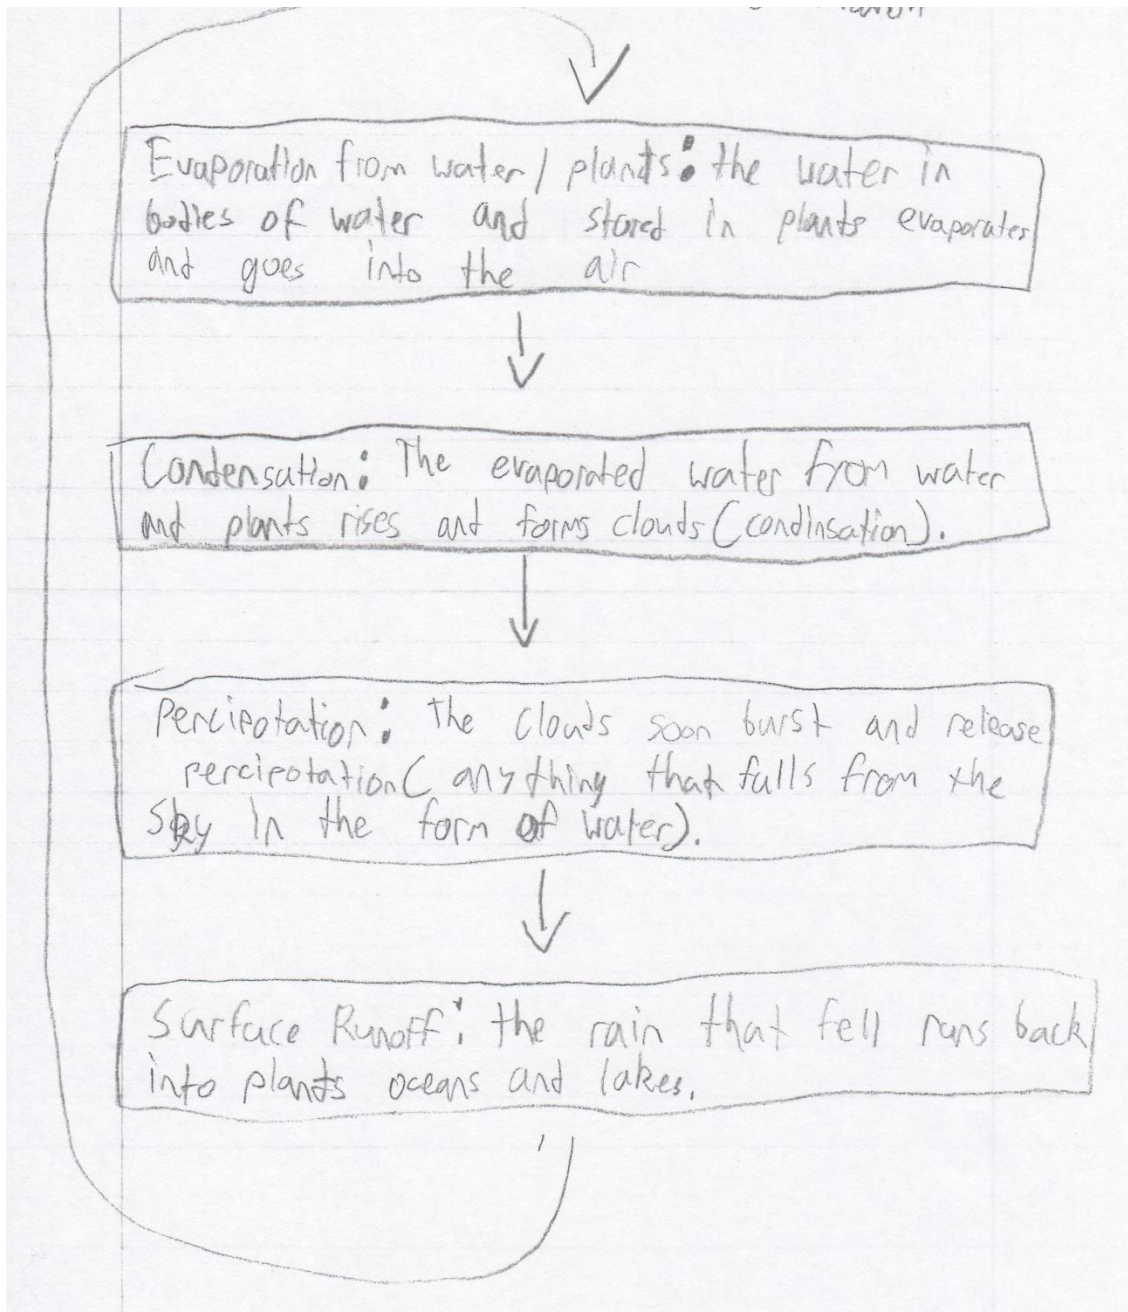 Evaporation from water/plants: the water in
bodies of water and stored in plants evaporates
and goes into the air
Condensation: The evaporated water from water
and plants rises and forms clouds (condinsation).
Percipotation: The clouds soon burst and release
percipotation( anything that falls from the
sky in the form of water).
Surface Runoff: the rain that fell runs back
into plants oceans and lakes.